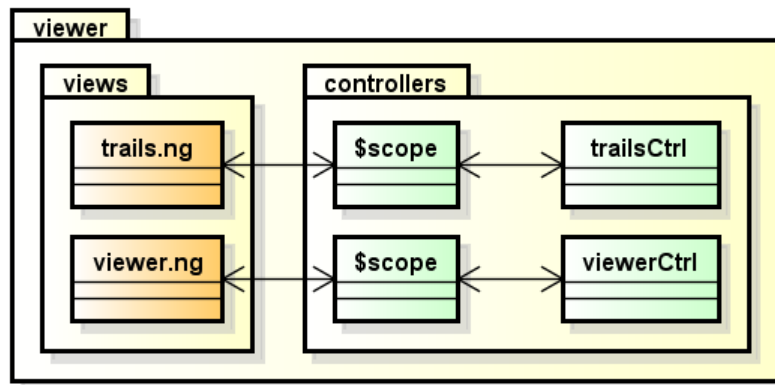 viewer
views
controllers
trails.ng
$scope
trailsCtrl
viewer.ng
$scope
viewerCtrl